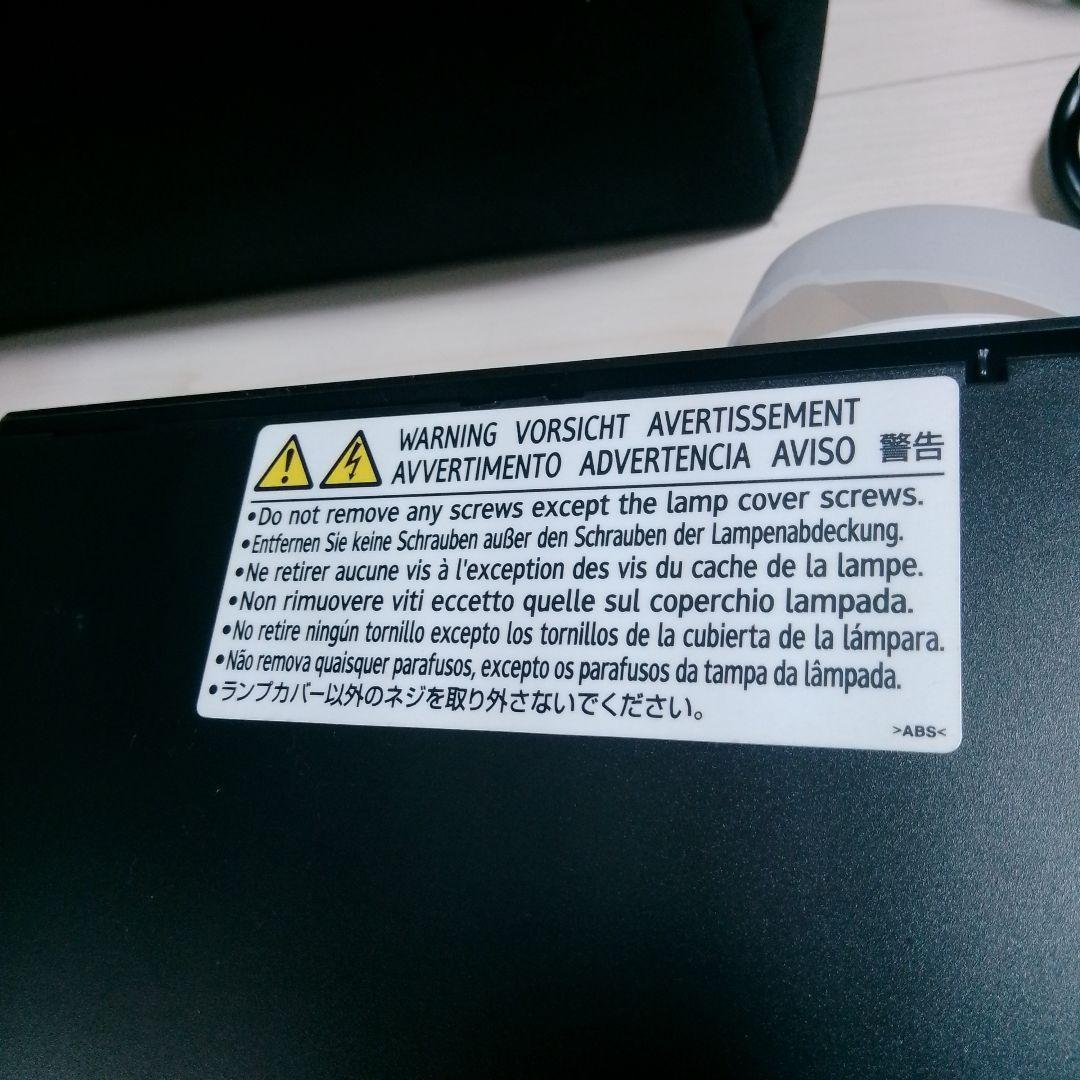 WARNING VORSICHT AVERTISSEMENT
AVVERTIMENTO ADVERTENCIA AVISO 警告
•Do not remove any screws except the lamp cover screws.
•Entfernen Sie keine Schrauben außer den Schrauben der Lampenabdeckung.
•Ne retirer aucune vis à l'exception des vis du cache de la lampe.
•Non rimuovere viti eccetto quelle sul coperchio lampada.
•No retire ningún tornillo excepto los tornillos de la cubierta de la lámpara.
•Não remova quaisquer parafusos, excepto os parafusos da tampa da lâmpada.
•ランプカバー以外のネジを取り外さないでください。
>ABS<